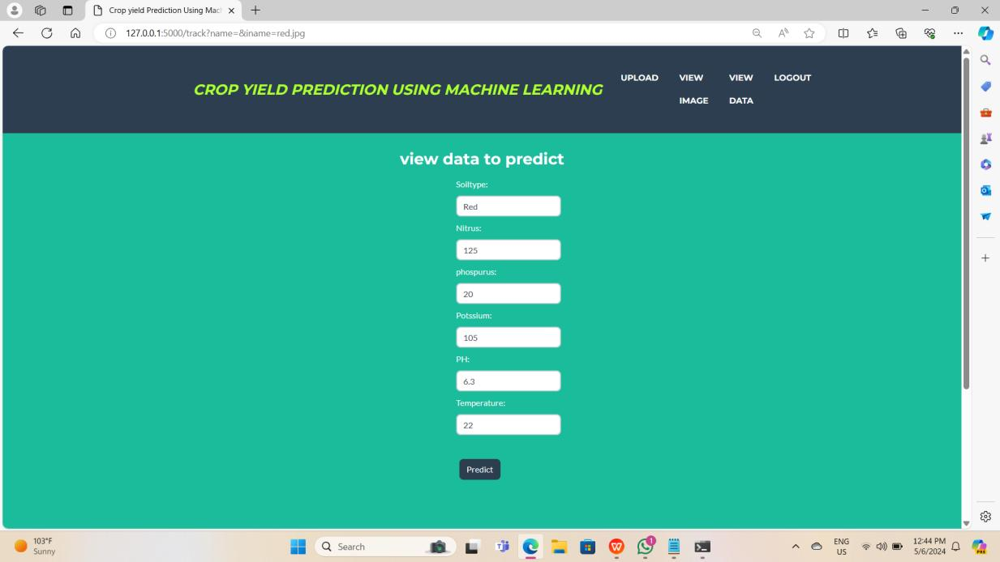 Crop yield Prediction Using Mach
127.0.0.1:5000/track?name=&iname=red.jpg
CROP YIELD PREDICTION USING MACHINE LEARNING
UPLOAD
VIEW IMAGE
VIEW DATA
LOGOUT
view data to predict
Soiltype:
Red
Nitrus:
125
phospurus:
20
Potssium:
105
PH:
6.3
Temperature:
22
Predict
103°F
Sunny
Search
1
ENG
US
12:44 PM
5/6/2024